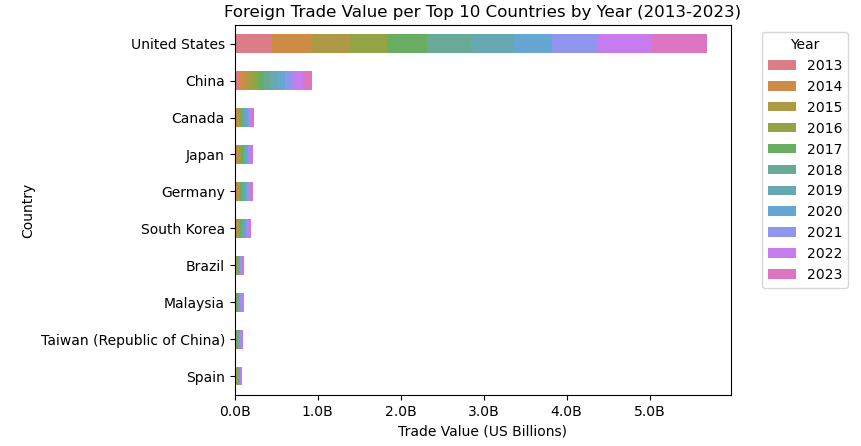 Foreign Trade Value per Top 10 Countries by Year (2013-2023)
Country
United States
China
Canada
Japan
Germany
South Korea
Brazil
Malaysia
Taiwan (Republic of China)
Spain
0.0B 1.0B 2.0B 3.0B 4.0B 5.0B
Trade Value (US Billions)
Year
2013
2014
2015
2016
2017
2018
2019
2020
2021
2022
2023